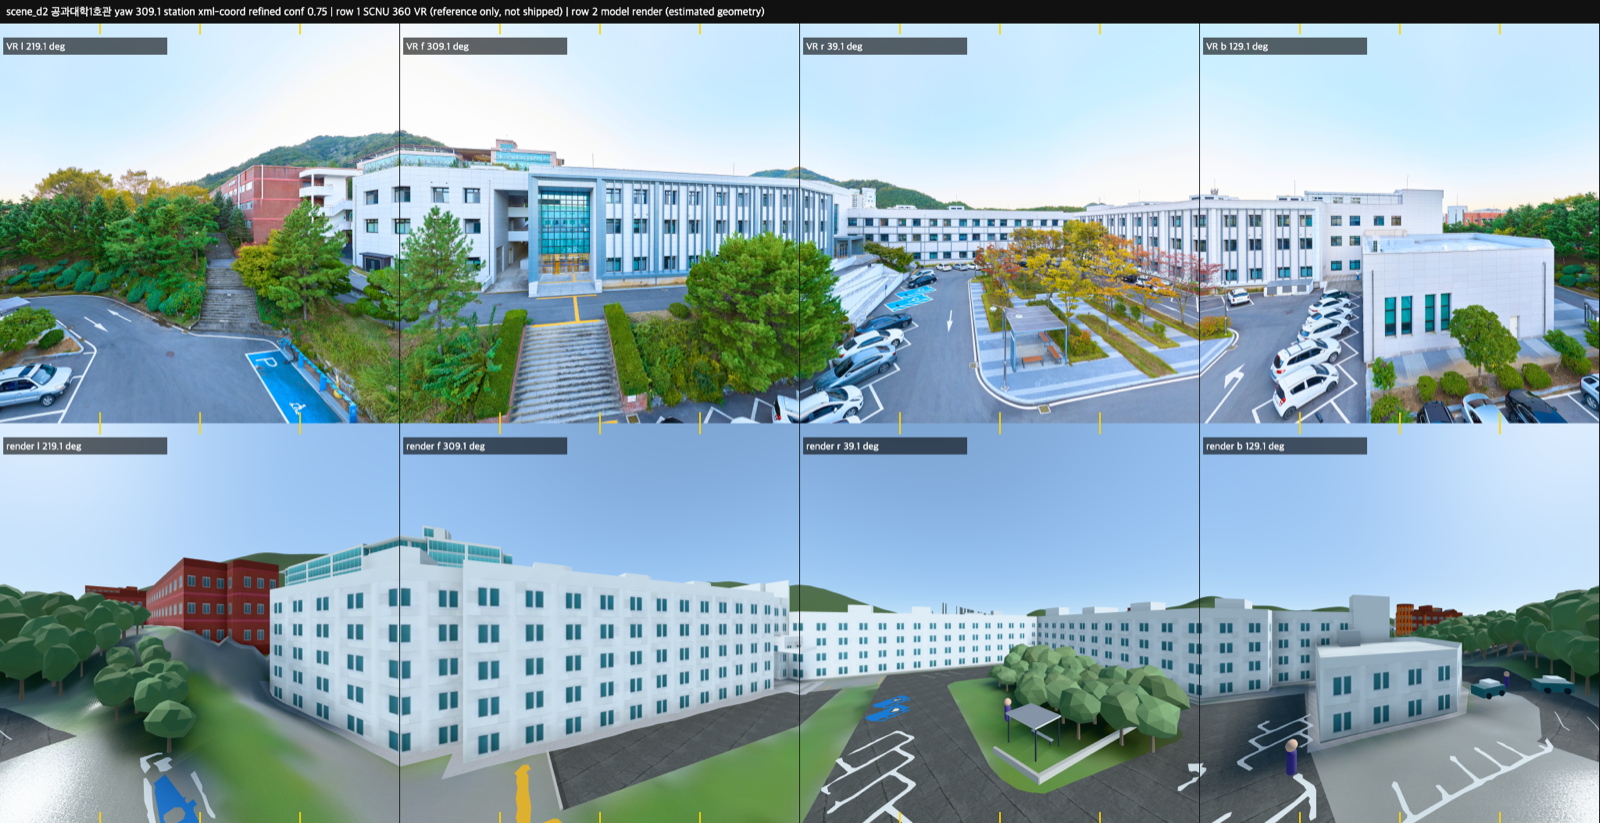 scene_d2 공과대학1호관 yaw 309.1 station xml-coord refined conf 0.75 | row 1 SCNU 360 VR (reference only, not shipped) | row 2 model render (estimated geometry)
VR l 219.1 deg
VR f 309.1 deg
VR r 39.1 deg
VR b 129.1 deg
P
render l 219.1 deg
render f 309.1 deg
render r 39.1 deg
render b 129.1 deg